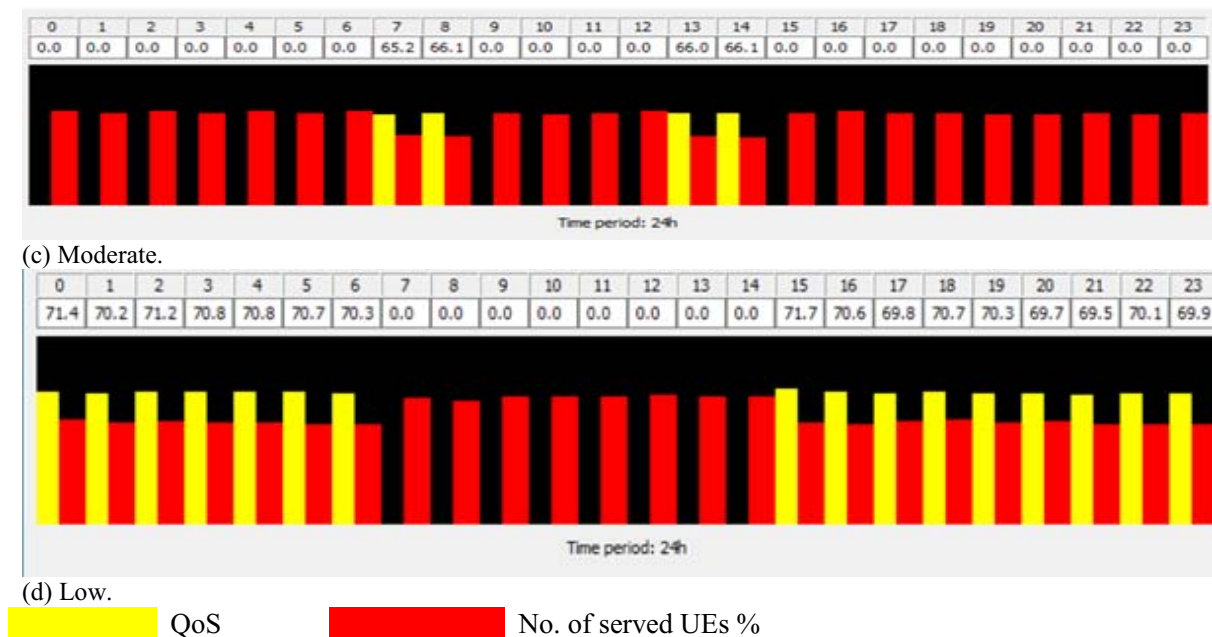 0 1 2 3 4 5 6 7 8 9 10 11 12 13 14 15 16 17 18 19 20 21 22 23
0.0 0.0 0.0 0.0 0.0 0.0 0.0 65.2 66.1 0.0 0.0 0.0 0.0 66.0 66.1 0.0 0.0 0.0 0.0 0.0 0.0 0.0 0.0 0.0
Time period: 24h
(c) Moderate.
0 1 2 3 4 5 6 7 8 9 10 11 12 13 14 15 16 17 18 19 20 21 22 23
71.4 70.2 71.2 70.8 70.8 70.7 70.3 0.0 0.0 0.0 0.0 0.0 0.0 0.0 0.0 71.7 70.6 69.8 70.7 70.3 69.7 69.5 70.1 69.9
Time period: 24h
(d) Low.
QoS No. of served UEs %